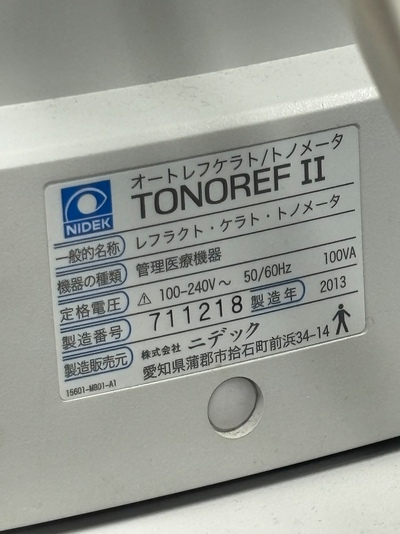 オートレフケラト/トノメータ
TONOREF II
NIDEK
一般的名称 レフラクト・ケラト・トノメータ
機器の種類 管理医療機器
定格電圧 ⚠ 100-240V～ 50/60Hz 100VA
製造番号 711218 製造年 2013
製造販売元 株式会社 ニデック
愛知県蒲郡市拾石町前浜34-14
15601-M801-A1